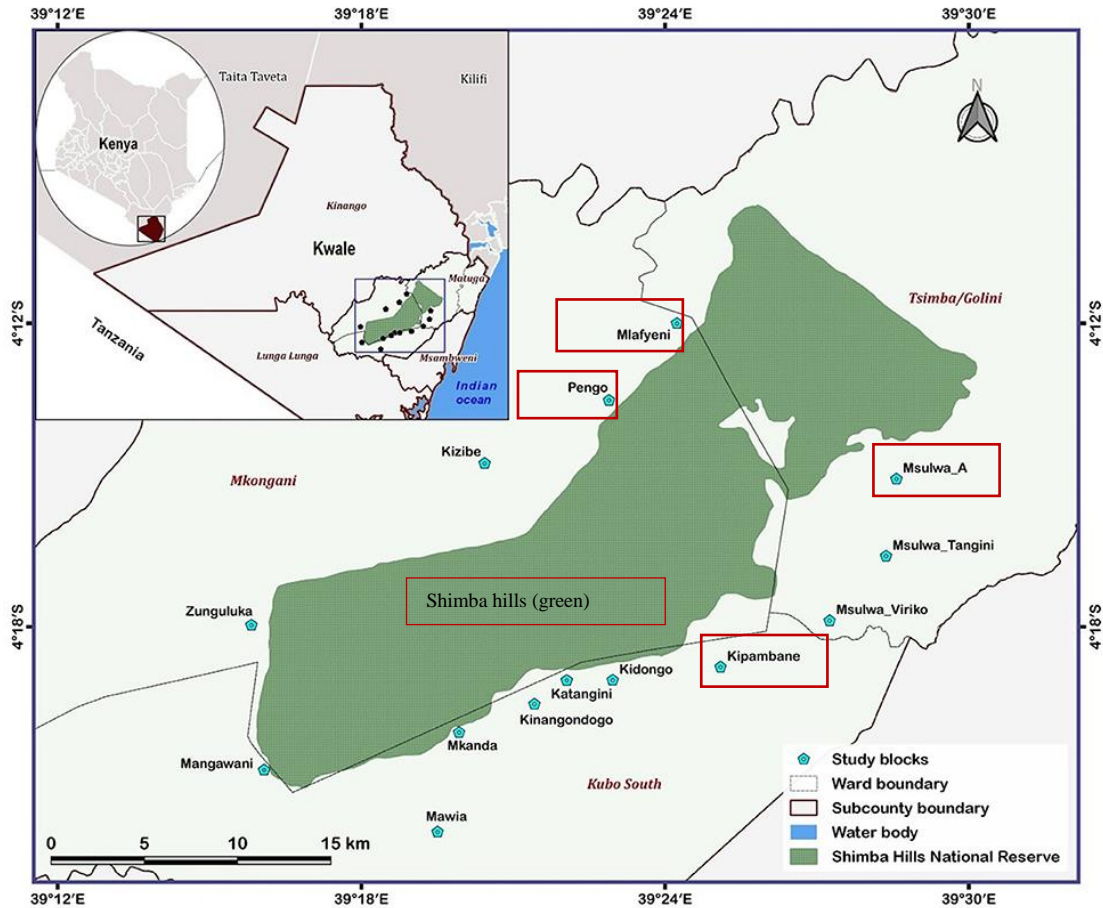 39°12'E
39°18'E
39°24'E
39°30'E
Taita Taveta
Kilifi
Kenya
Kinango
Kwale
Matuga
Tanzania
Lunga Lunga
Msambweni
Indian
ocean
N
4°12'S
4°12'S
Tsimba/Golini
Mlafyeni
Pengo
Kizibe
Mkongani
Msulwa_A
Msulwa_Tangini
Shimba hills (green)
Zunguluka
Msulwa_Viriko
4°18'S
4°18'S
Kipambane
Kidongo
Katangini
Kinangondogo
Mkanda
Mangawani
Kubo South
Mawia
Study blocks
Ward boundary
Subcounty boundary
Water body
Shimba Hills National Reserve
0 5 10 15 km
39°12'E
39°18'E
39°24'E
39°30'E